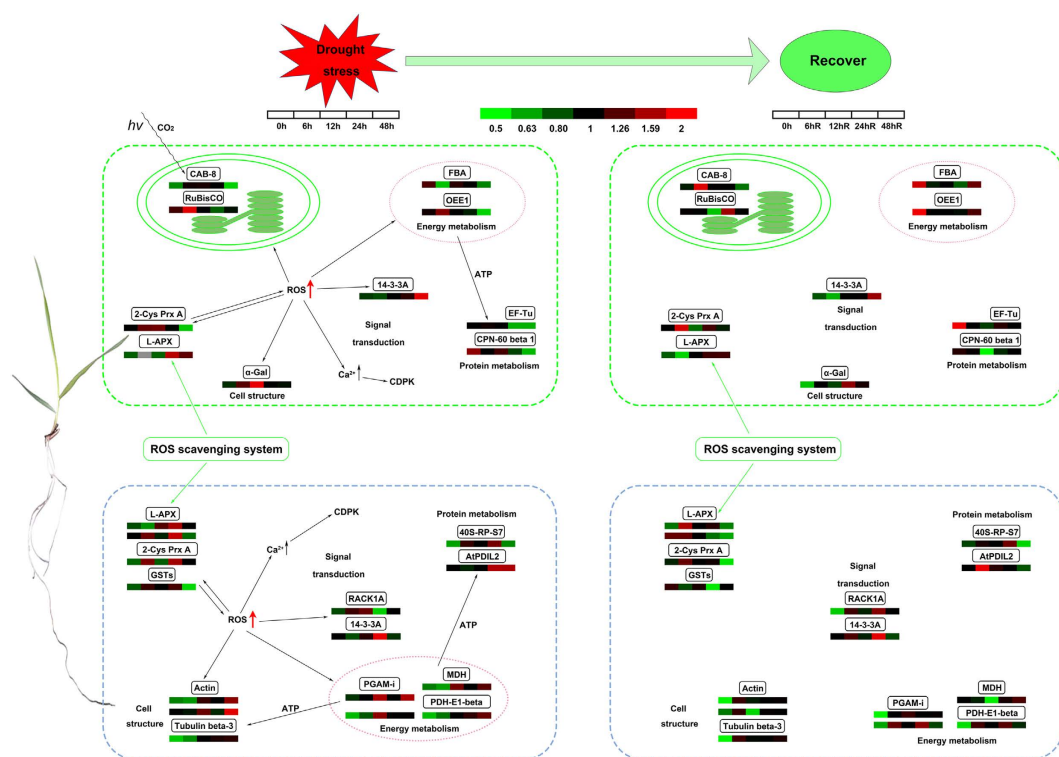 Drought
stress
Recover
0h 6h 12h 24h 48h
0.5 0.63 0.80 1 1.26 1.59 2
0h 6hR 12hR 24hR 48hR
hv
CO₂
CAB-8
RuBisCO
FBA
OEE1
Energy metabolism
ATP
ROS
14-3-3A
2-Cys Prx A
L-APX
Signal
transduction
EF-Tu
CPN-60 beta 1
Protein metabolism
α-Gal
Cell structure
Ca²⁺
CDPK
CAB-8
RuBisCO
FBA
OEE1
Energy metabolism
14-3-3A
Signal
transduction
2-Cys Prx A
L-APX
EF-Tu
CPN-60 beta 1
Protein metabolism
α-Gal
Cell structure
ROS scavenging system
ROS scavenging system
L-APX
2-Cys Prx A
GSTs
CDPK
Ca²⁺
Signal
transduction
Protein metabolism
40S-RP-S7
AtPDIL2
ROS
RACK1A
14-3-3A
ATP
Actin
Cell
structure
Tubulin beta-3
ATP
PGAM-i
MDH
PDH-E1-beta
Energy metabolism
L-APX
2-Cys Prx A
GSTs
Protein metabolism
40S-RP-S7
AtPDIL2
Signal
transduction
RACK1A
14-3-3A
Actin
Cell
structure
Tubulin beta-3
PGAM-i
MDH
PDH-E1-beta
Energy metabolism